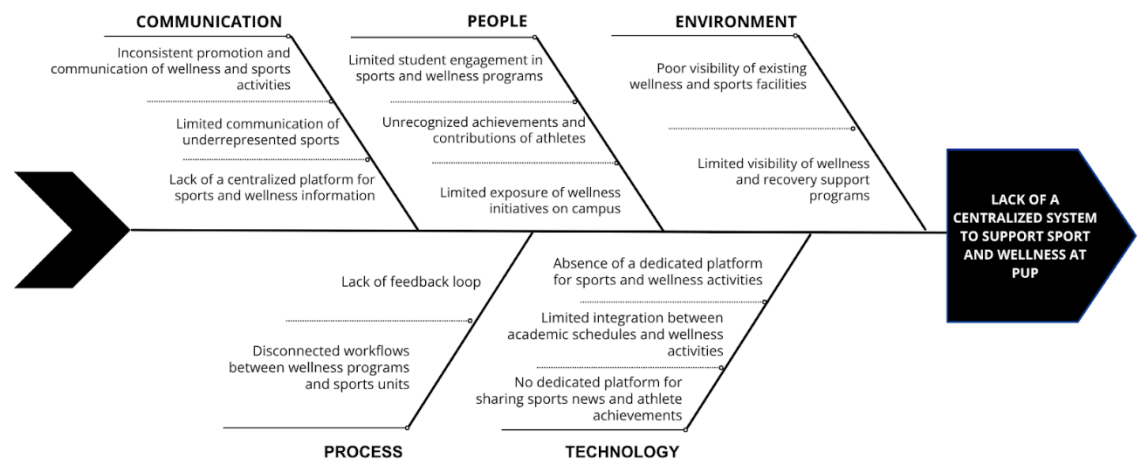 COMMUNICATION
Inconsistent promotion and
communication of wellness and sports
activities
Limited communication of
underrepresented sports
Lack of a centralized platform for
sports and wellness information
PEOPLE
Limited student engagement in
sports and wellness programs
Unrecognized achievements and
contributions of athletes
Limited exposure of wellness
initiatives on campus
ENVIRONMENT
Poor visibility of existing
wellness and sports facilities
Limited visibility of wellness
and recovery support
programs
LACK OF A
CENTRALIZED SYSTEM
TO SUPPORT SPORT
AND WELLNESS AT
PUP
Lack of feedback loop
Disconnected workflows
between wellness programs
and sports units
PROCESS
Absence of a dedicated platform
for sports and wellness activities
Limited integration between
academic schedules and wellness
activities
No dedicated platform for
sharing sports news and athlete
achievements
TECHNOLOGY